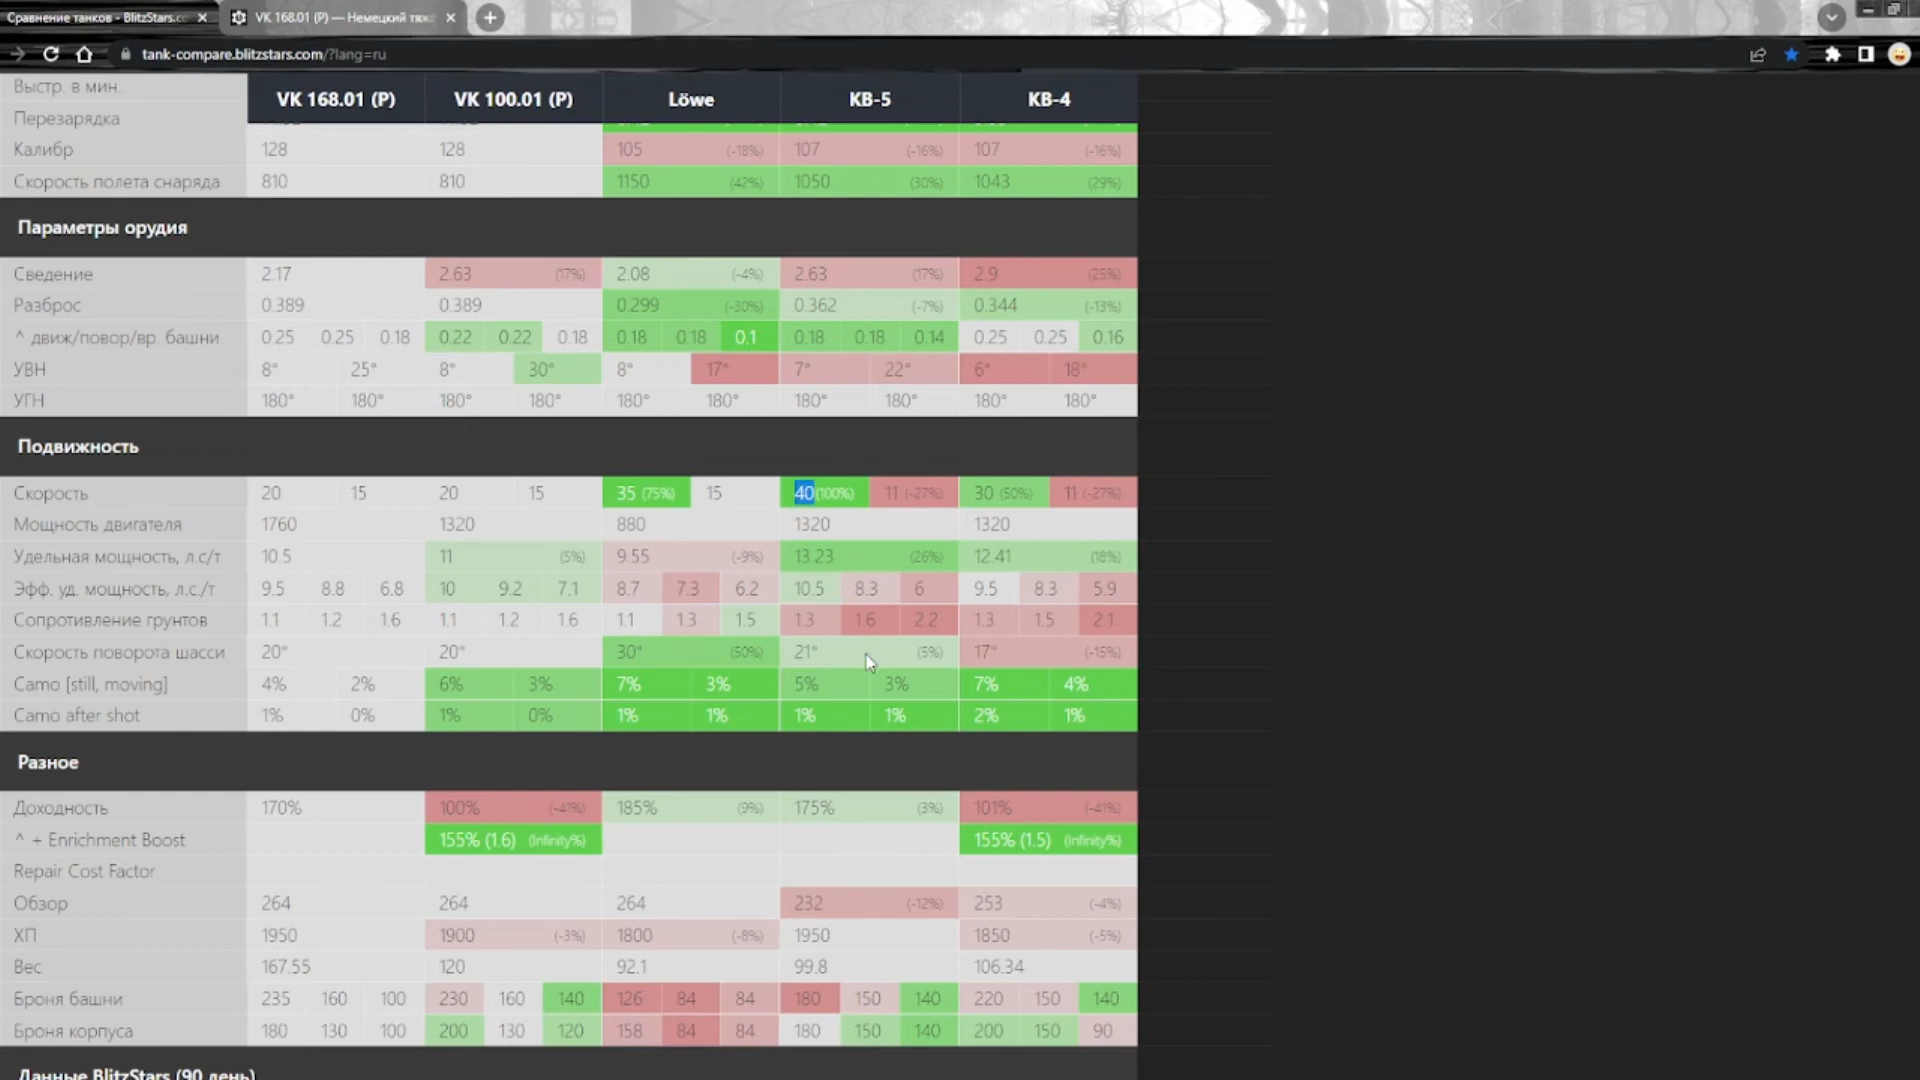 Сравнение танков - BlitzStars.cc
VK 168.01 (P) — Немецкий тяж
tank-compare.blitzstars.com/?lang=ru
Выстр. в мин. VK 168.01 (P) VK 100.01 (P) Löwe КВ-5 КВ-4
Перезарядка
Калибр 128 128 105 (-18%) 107 (-16%) 107 (-16%)
Скорость полета снаряда 810 810 1150 (42%) 1050 (30%) 1043 (29%)
Параметры орудия
Сведение 2.17 2.63 (17%) 2.08 (-4%) 2.63 (17%) 2.9 (25%)
Разброс 0.389 0.389 0.299 (-30%) 0.362 (-7%) 0.344 (-13%)
^ движ/повор/вр. башни 0.25 0.25 0.18 0.22 0.22 0.18 0.18 0.18 0.1 0.18 0.18 0.14 0.25 0.25 0.16
УВН 8° 25° 8° 30° 8° 17° 7° 22° 6° 18°
УГН 180° 180° 180° 180° 180° 180° 180° 180° 180° 180°
Подвижность
Скорость 20 15 20 15 35 (75%) 15 40 (100%) 11 (-27%) 30 (50%) 11 (-27%)
Мощность двигателя 1760 1320 880 1320 1320
Удельная мощность, л.с/т 10.5 11 (5%) 9.55 (-9%) 13.23 (26%) 12.41 (18%)
Эфф. уд. мощность, л.с./т 9.5 8.8 6.8 10 9.2 7.1 8.7 7.3 6.2 10.5 8.3 6 9.5 8.3 5.9
Сопротивление грунтов 1.1 1.2 1.6 1.1 1.2 1.6 1.1 1.3 1.5 1.3 1.6 2.2 1.3 1.5 2.1
Скорость поворота шасси 20° 20° 30° (50%) 21° (5%) 17° (-15%)
Camo [still, moving] 4% 2% 6% 3% 7% 3% 5% 3% 7% 4%
Camo after shot 1% 0% 1% 0% 1% 1% 1% 1% 2% 1%
Разное
Доходность 170% 100% (-41%) 185% (9%) 175% (3%) 101% (-41%)
^ + Enrichment Boost 155% (1.6) (Infinity%) 155% (1.5) (Infinity%)
Repair Cost Factor
Обзор 264 264 264 232 (-12%) 253 (-4%)
ХП 1950 1900 (-3%) 1800 (-8%) 1950 1850 (-5%)
Вес 167.55 120 92.1 99.8 106.34
Броня башни 235 160 100 230 160 140 126 84 84 180 150 140 220 150 140
Броня корпуса 180 130 100 200 130 120 158 84 84 180 150 140 200 150 90
Данные BlitzStars (90 день)